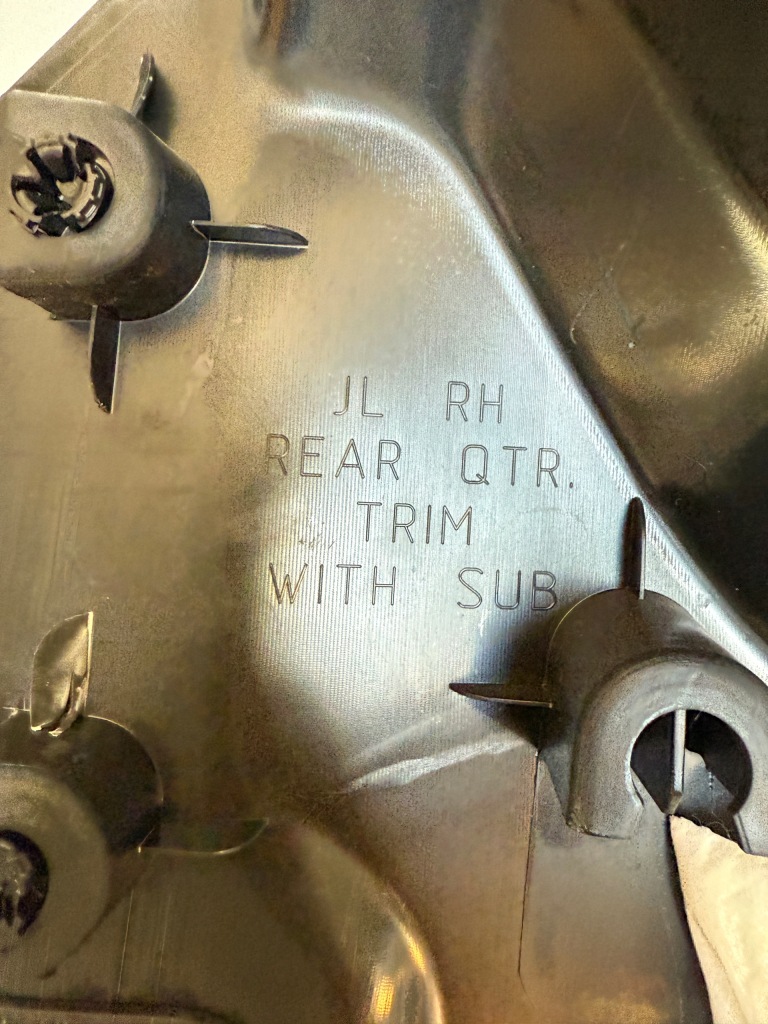 JL RH
REAR QTR.
TRIM
WITH SUB